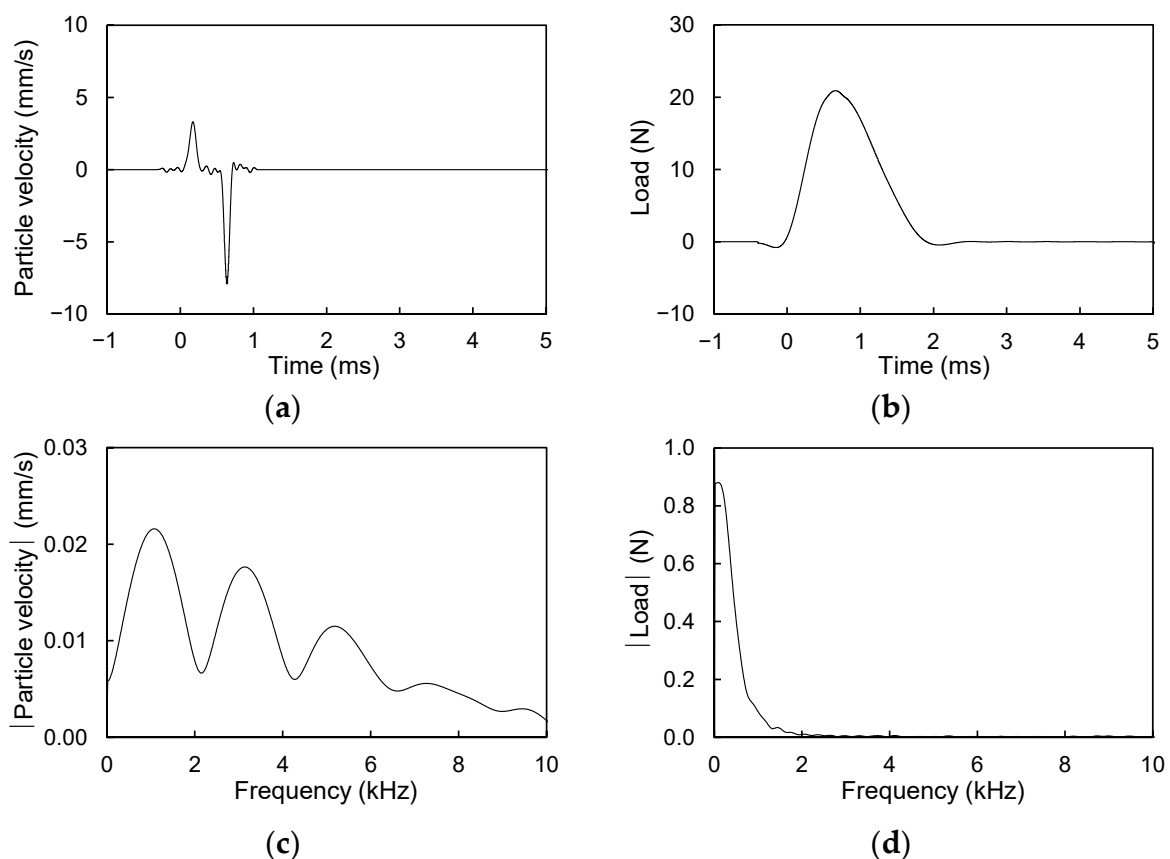 Particle velocity (mm/s)
10
5
0
−5
−10
−1 0 1 2 3 4 5
Time (ms)
(a)
Load (N)
30
20
10
0
−10
−1 0 1 2 3 4 5
Time (ms)
(b)
|Particle velocity| (mm/s)
0.03
0.02
0.01
0.00
0 2 4 6 8 10
Frequency (kHz)
(c)
|Load| (N)
1.0
0.8
0.6
0.4
0.2
0.0
0 2 4 6 8 10
Frequency (kHz)
(d)